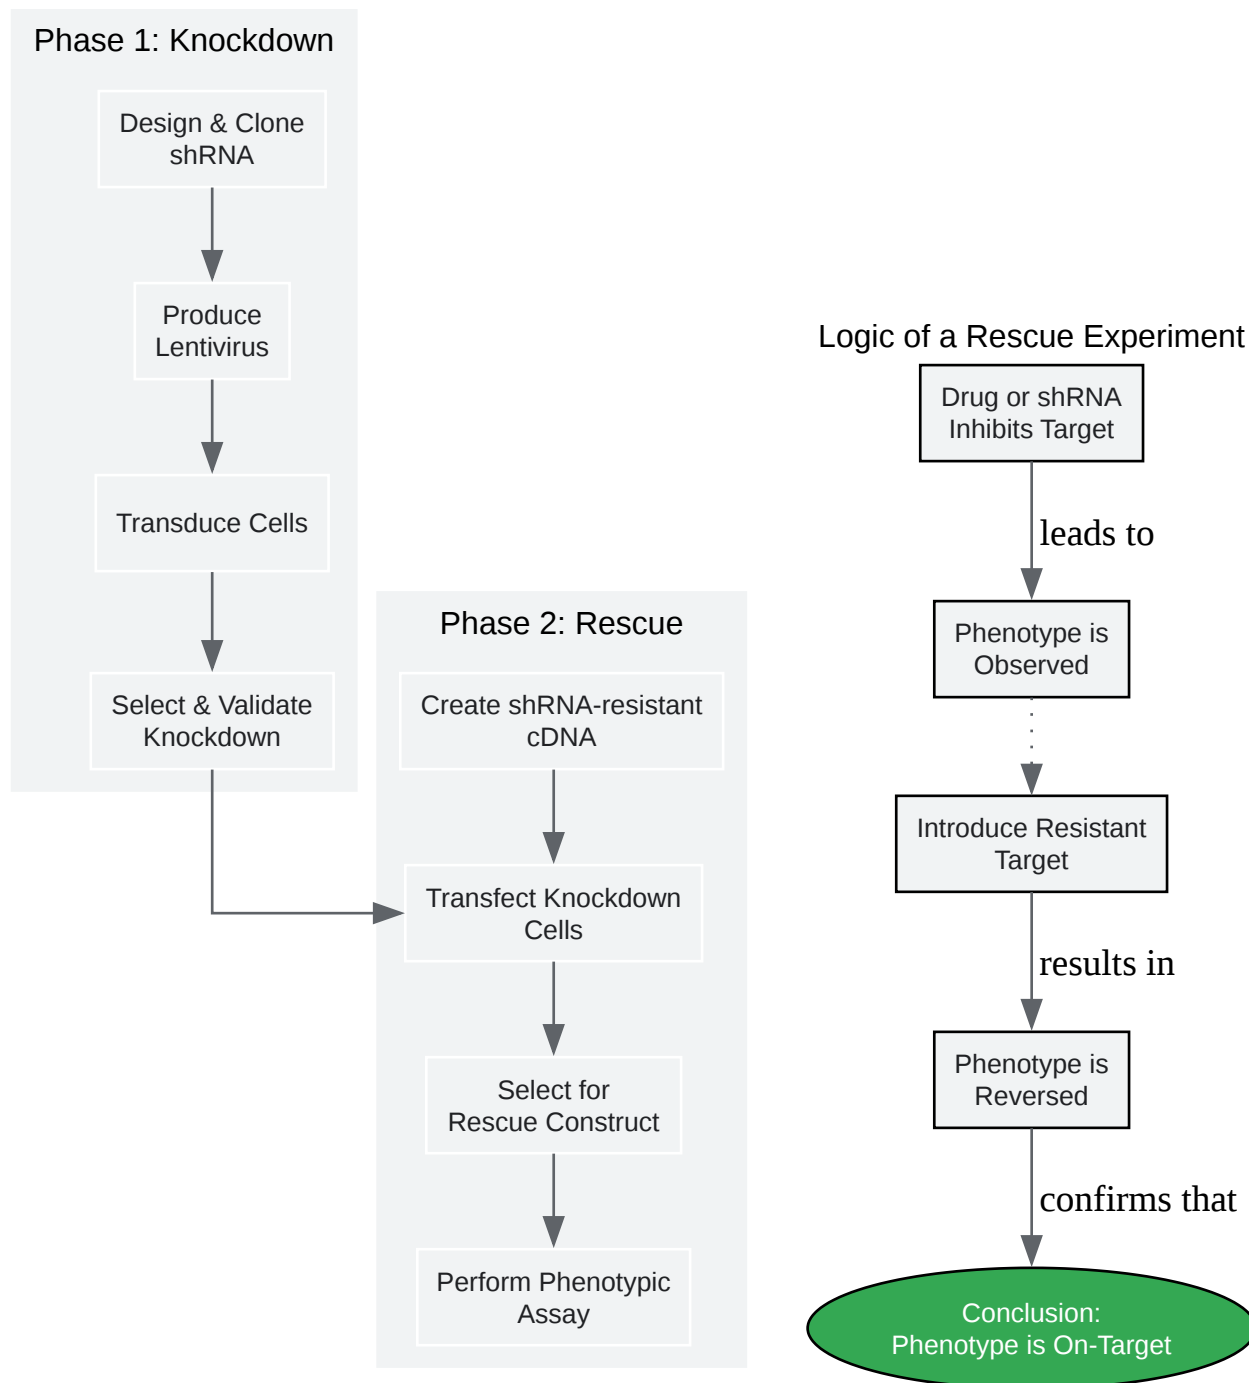 Phase 1: Knockdown
Design & Clone
shRNA
Produce
Lentivirus
Transduce Cells
Select & Validate
Knockdown
Phase 2: Rescue
Create shRNA-resistant
cDNA
Transfect Knockdown
Cells
Select for
Rescue Construct
Perform Phenotypic
Assay
Logic of a Rescue Experiment
Drug or shRNA
Inhibits Target
leads to
Phenotype is
Observed
Introduce Resistant
Target
results in
Phenotype is
Reversed
confirms that
Conclusion:
Phenotype is On-Target